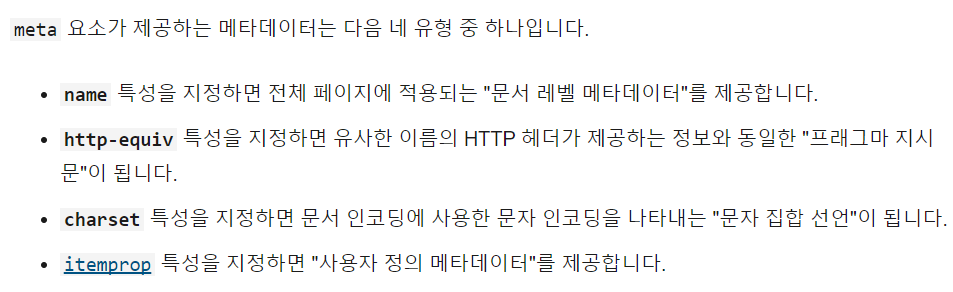 meta 요소가 제공하는 메타데이터는 다음 네 유형 중 하나입니다.
name 특성을 지정하면 전체 페이지에 적용되는 "문서 레벨 메타데이터"를 제공합니다.
http-equiv 특성을 지정하면 유사한 이름의 HTTP 헤더가 제공하는 정보와 동일한 "프래그마 지시
문"이 됩니다.
charset 특성을 지정하면 문서 인코딩에 사용한 문자 인코딩을 나타내는 "문자 집합 선언"이 됩니다.
itemprop 특성을 지정하면 "사용자 정의 메타데이터"를 제공합니다.